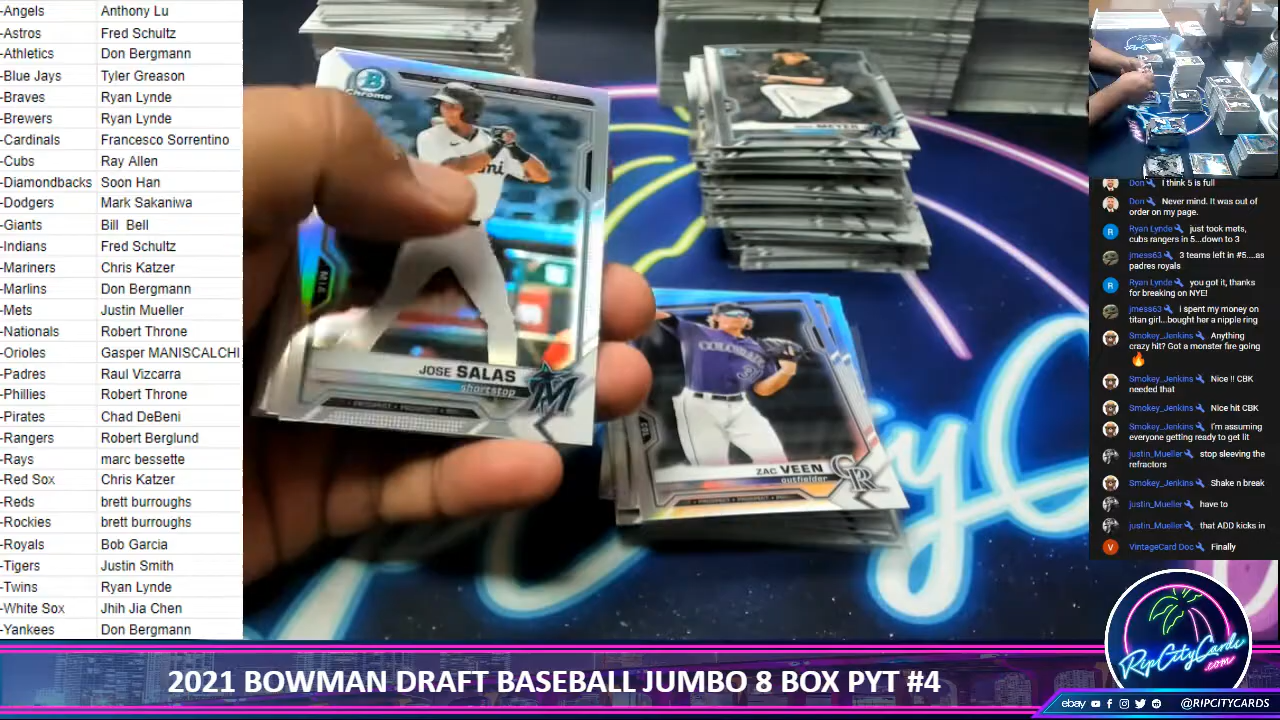 -Angels Anthony Lu
-Astros Fred Schultz
-Athletics Don Bergmann
-Blue Jays Tyler Greason
-Braves Ryan Lynde
-Brewers Ryan Lynde
-Cardinals Francesco Sorrentino
-Cubs Ray Allen
-Diamondbacks Soon Han
-Dodgers Mark Sakaniwa
-Giants Bill Bell
-Indians Fred Schultz
-Mariners Chris Katzer
-Marlins Don Bergmann
-Mets Justin Mueller
-Nationals Robert Throne
-Orioles Gasper MANISCALCHI
-Padres Raul Vizcarra
-Phillies Robert Throne
-Pirates Chad DeBeni
-Rangers Robert Berglund
-Rays marc bessette
-Red Sox Chris Katzer
-Reds brett burroughs
-Rockies brett burroughs
-Royals Bob Garcia
-Tigers Justin Smith
-Twins Ryan Lynde
-White Sox Jhih Jia Chen
-Yankees Don Bergmann
B
Chrome
MIA
JOSE SALAS
shortstop
M
MEYER
M
COLORADO
ZAC VEEN
outfielder
CR
Don I think 5 is full
Don Never mind. It was out of
order on my page.
R Ryan Lynde just took mets,
cubs rangers in 5...down to 3
jmess63 3 teams left in #5....as
padres royals
R Ryan Lynde you got it, thanks
for breaking on NYE!
jmess63 i spent my money on
titan girl...bought her a nipple ring
Smokey_Jenkins Anything
crazy hit? Got a monster fire going
🔥
Smokey_Jenkins Nice !! CBK
needed that
Smokey_Jenkins Nice hit CBK
Smokey_Jenkins I'm assuming
everyone getting ready to get lit
justin_Mueller stop sleeving the
refractors
Smokey_Jenkins Shake n break
justin_Mueller have to
justin_Mueller that ADD kicks in
V VintageCard Doc Finally
RipCityCards
.com
2021 BOWMAN DRAFT BASEBALL JUMBO 8 BOX PYT #4
ebay @RIPCITYCARDS